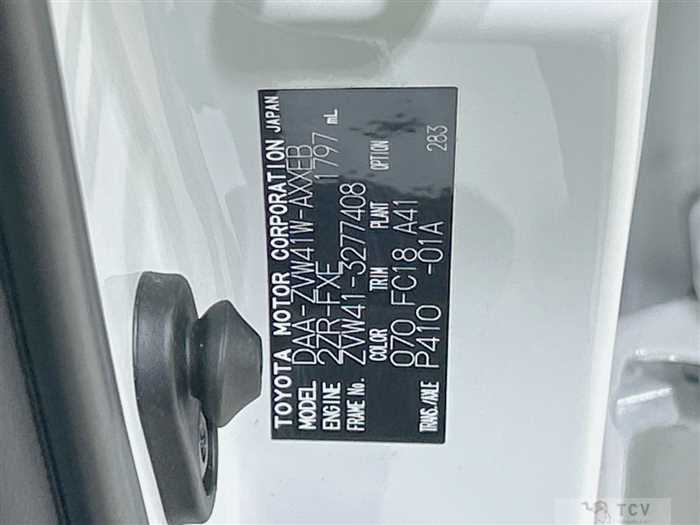 TOYOTA MOTOR CORPORATION JAPAN
MODEL DAA-ZVW41W-AXXEB
ENGINE 2ZR-FXE 1797 mL
FRAME No. ZVW41-3277408
COLOR TRIM PLANT OPTION
070 FC18 A41
TRANS./AXLE P410 -01A 283
TCV